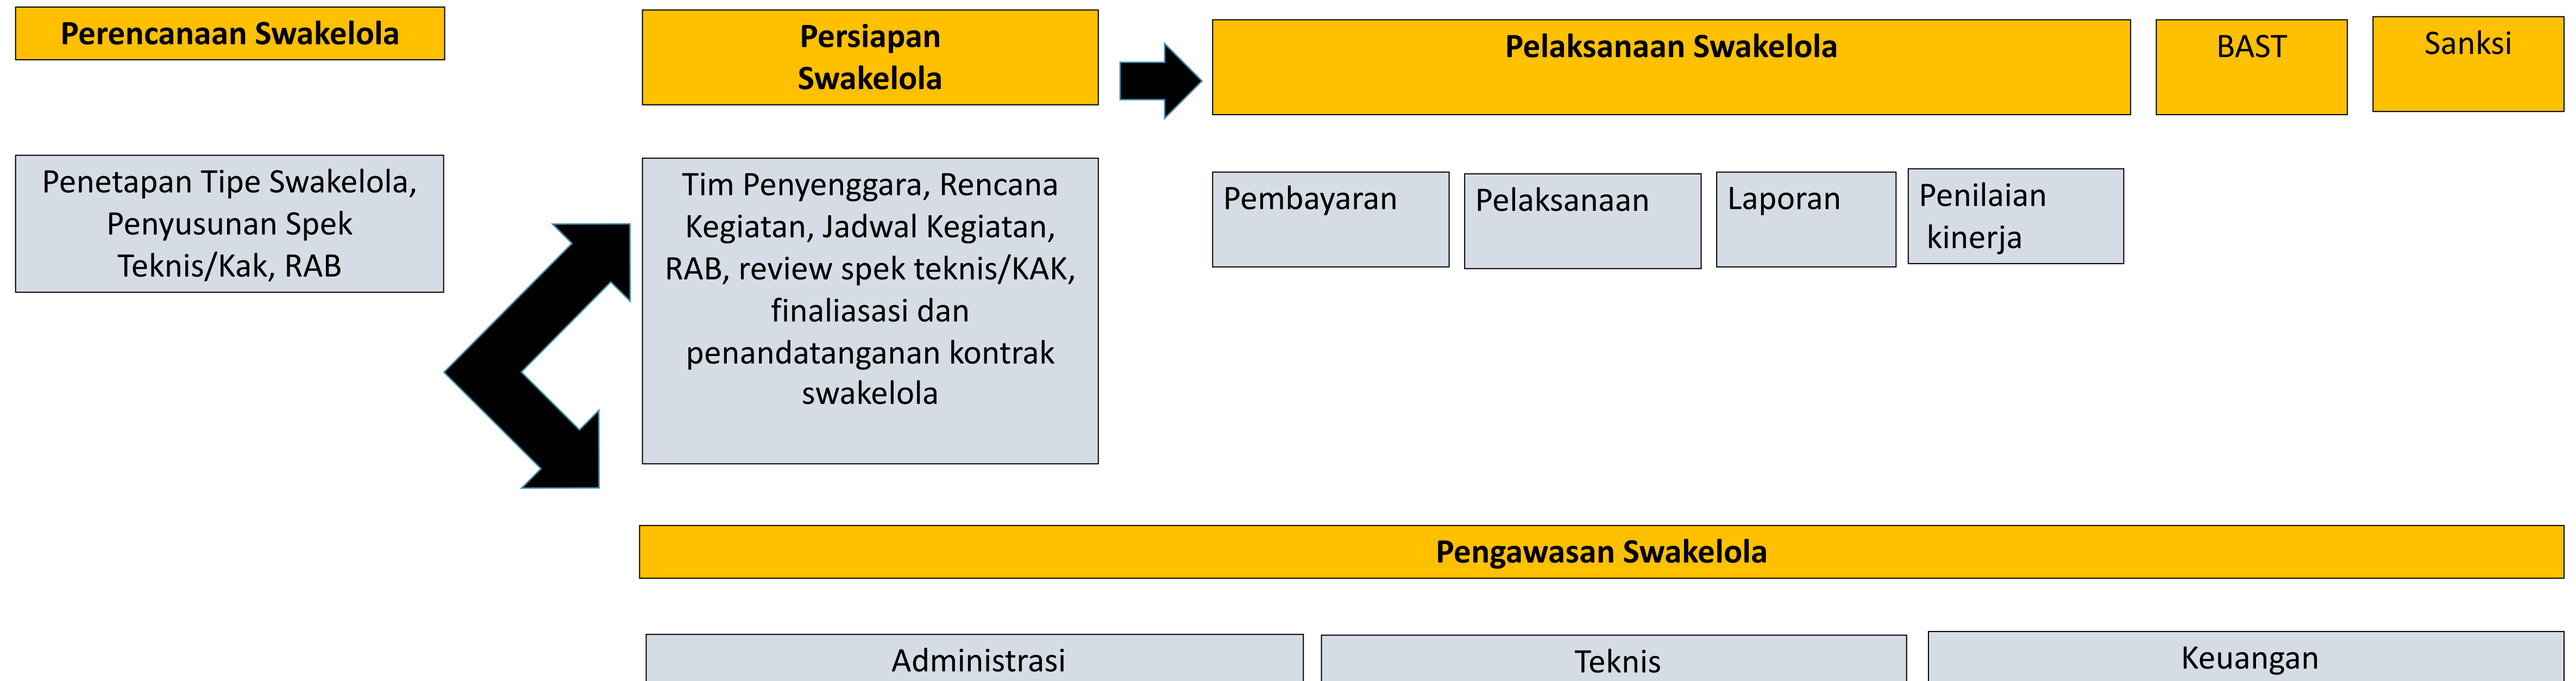 Perencanaan Swakelola
Persiapan
Swakelola
Pelaksanaan Swakelola
BAST
Sanksi
Penetapan Tipe Swakelola,
Penyusunan Spek
Teknis/Kak, RAB
Tim Penyenggara, Rencana
Kegiatan, Jadwal Kegiatan,
RAB, review spek teknis/KAK,
finaliasasi dan
penandatanganan kontrak
swakelola
Pembayaran
Pelaksanaan
Laporan
Penilaian
kinerja
Pengawasan Swakelola
Administrasi
Teknis
Keuangan